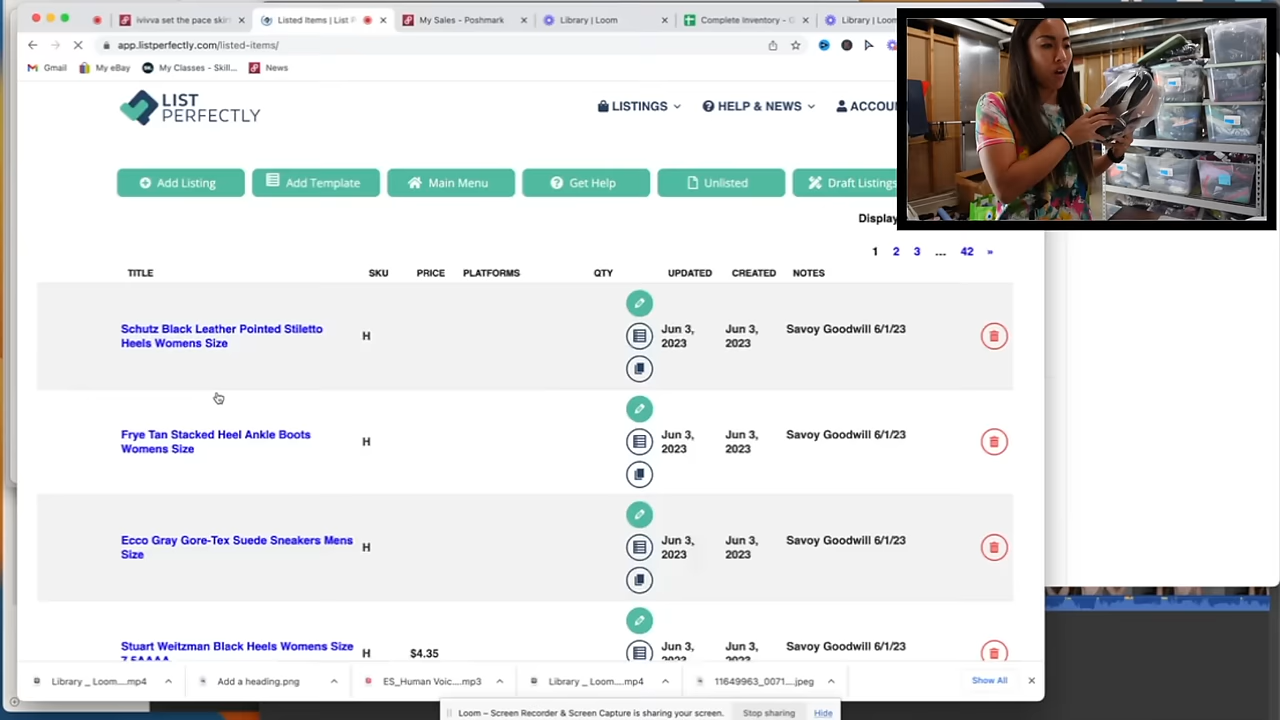 ivivva set the pace skir
Listed Items | List P
My Sales - Poshmark
Library | Loom
Complete Inventory - G
Library | Loom
app.listperfectly.com/listed-items/
Gmail
My eBay
My Classes - Skill...
News
LIST
PERFECTLY
LISTINGS
HELP & NEWS
ACCOU
Add Listing
Add Template
Main Menu
Get Help
Unlisted
Draft Listings
Display
1 2 3 ... 42 »
TITLE SKU PRICE PLATFORMS QTY UPDATED CREATED NOTES
Schutz Black Leather Pointed Stiletto
Heels Womens Size
H
Jun 3,
2023
Jun 3,
2023
Savoy Goodwill 6/1/23
Frye Tan Stacked Heel Ankle Boots
Womens Size
H
Jun 3,
2023
Jun 3,
2023
Savoy Goodwill 6/1/23
Ecco Gray Gore-Tex Suede Sneakers Mens
Size
H
Jun 3,
2023
Jun 3,
2023
Savoy Goodwill 6/1/23
Stuart Weitzman Black Heels Womens Size
7.5AAAA
H
$4.35
Jun 3,
2023
Jun 3,
2023
Savoy Goodwill 6/1/23
Library _ Loom....mp4
Add a heading.png
ES_Human Voic....mp3
Library _ Loom....mp4
11649963_0071....jpeg
Show All
Loom – Screen Recorder & Screen Capture is sharing your screen.
Stop sharing
Hide